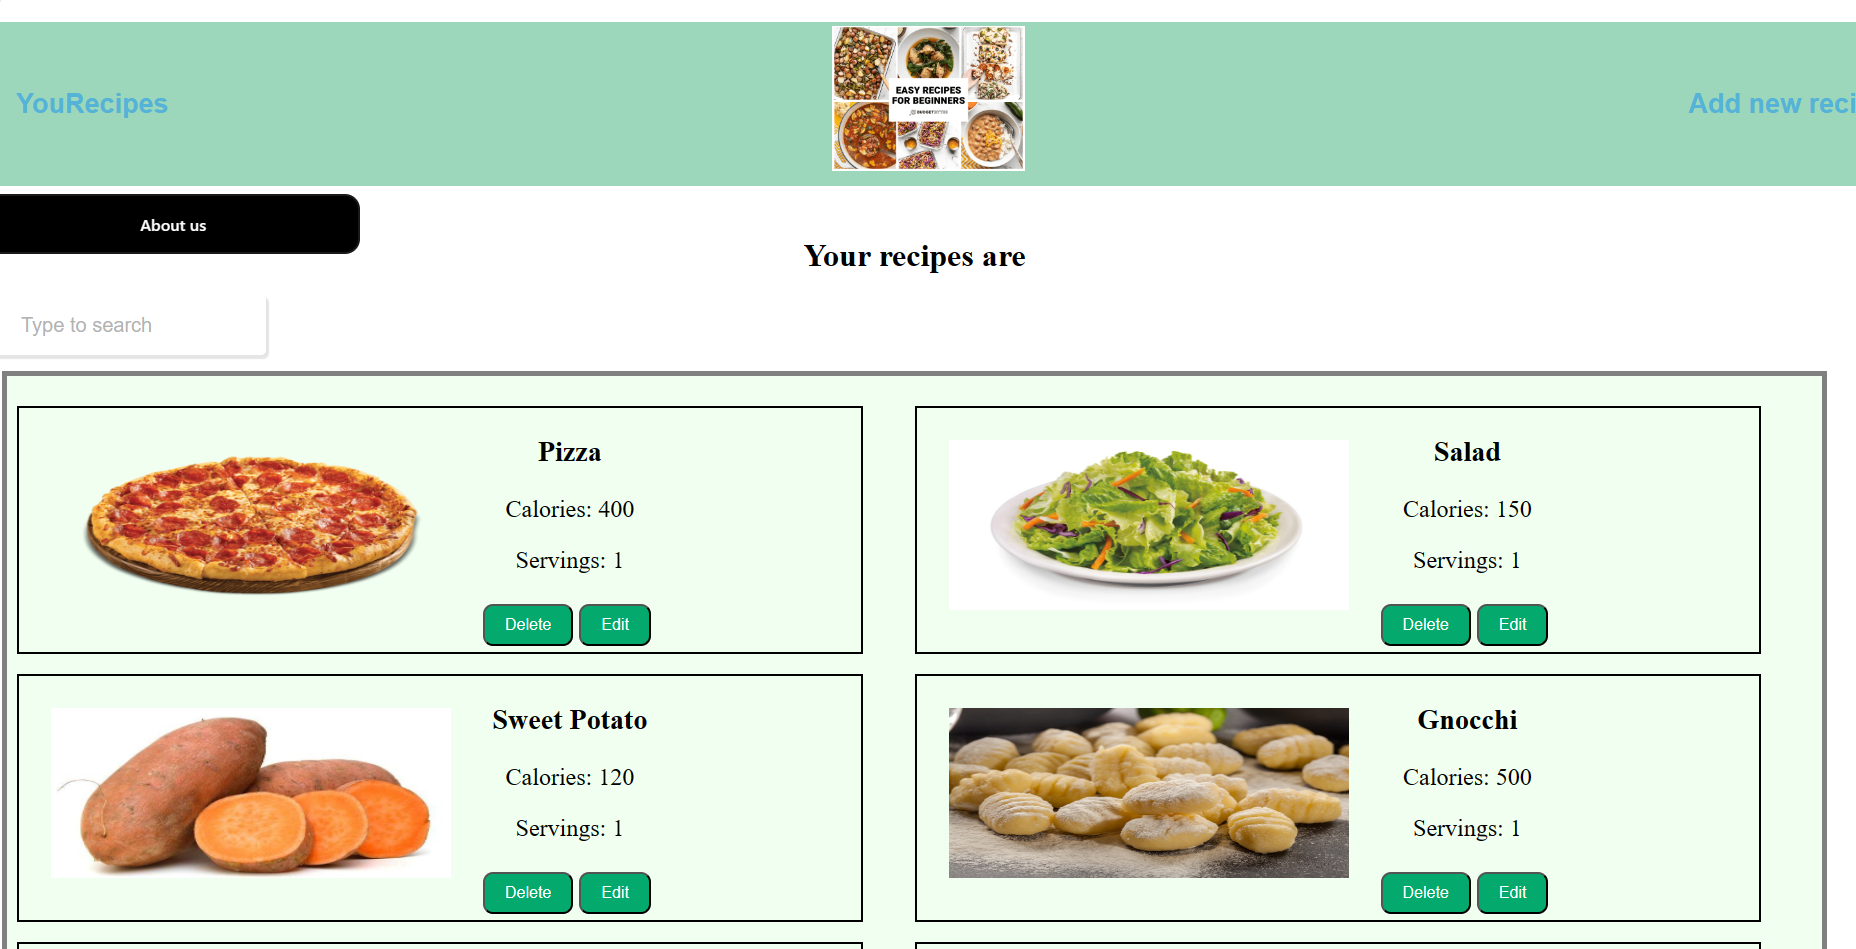 YouRecipes
EASY RECIPES
FOR BEGINNERS
BUDGET BYTES
Add new reci
About us
Your recipes are
Type to search
Pizza
Calories: 400
Servings: 1
Delete Edit
Salad
Calories: 150
Servings: 1
Delete Edit
Sweet Potato
Calories: 120
Servings: 1
Delete Edit
Gnocchi
Calories: 500
Servings: 1
Delete Edit